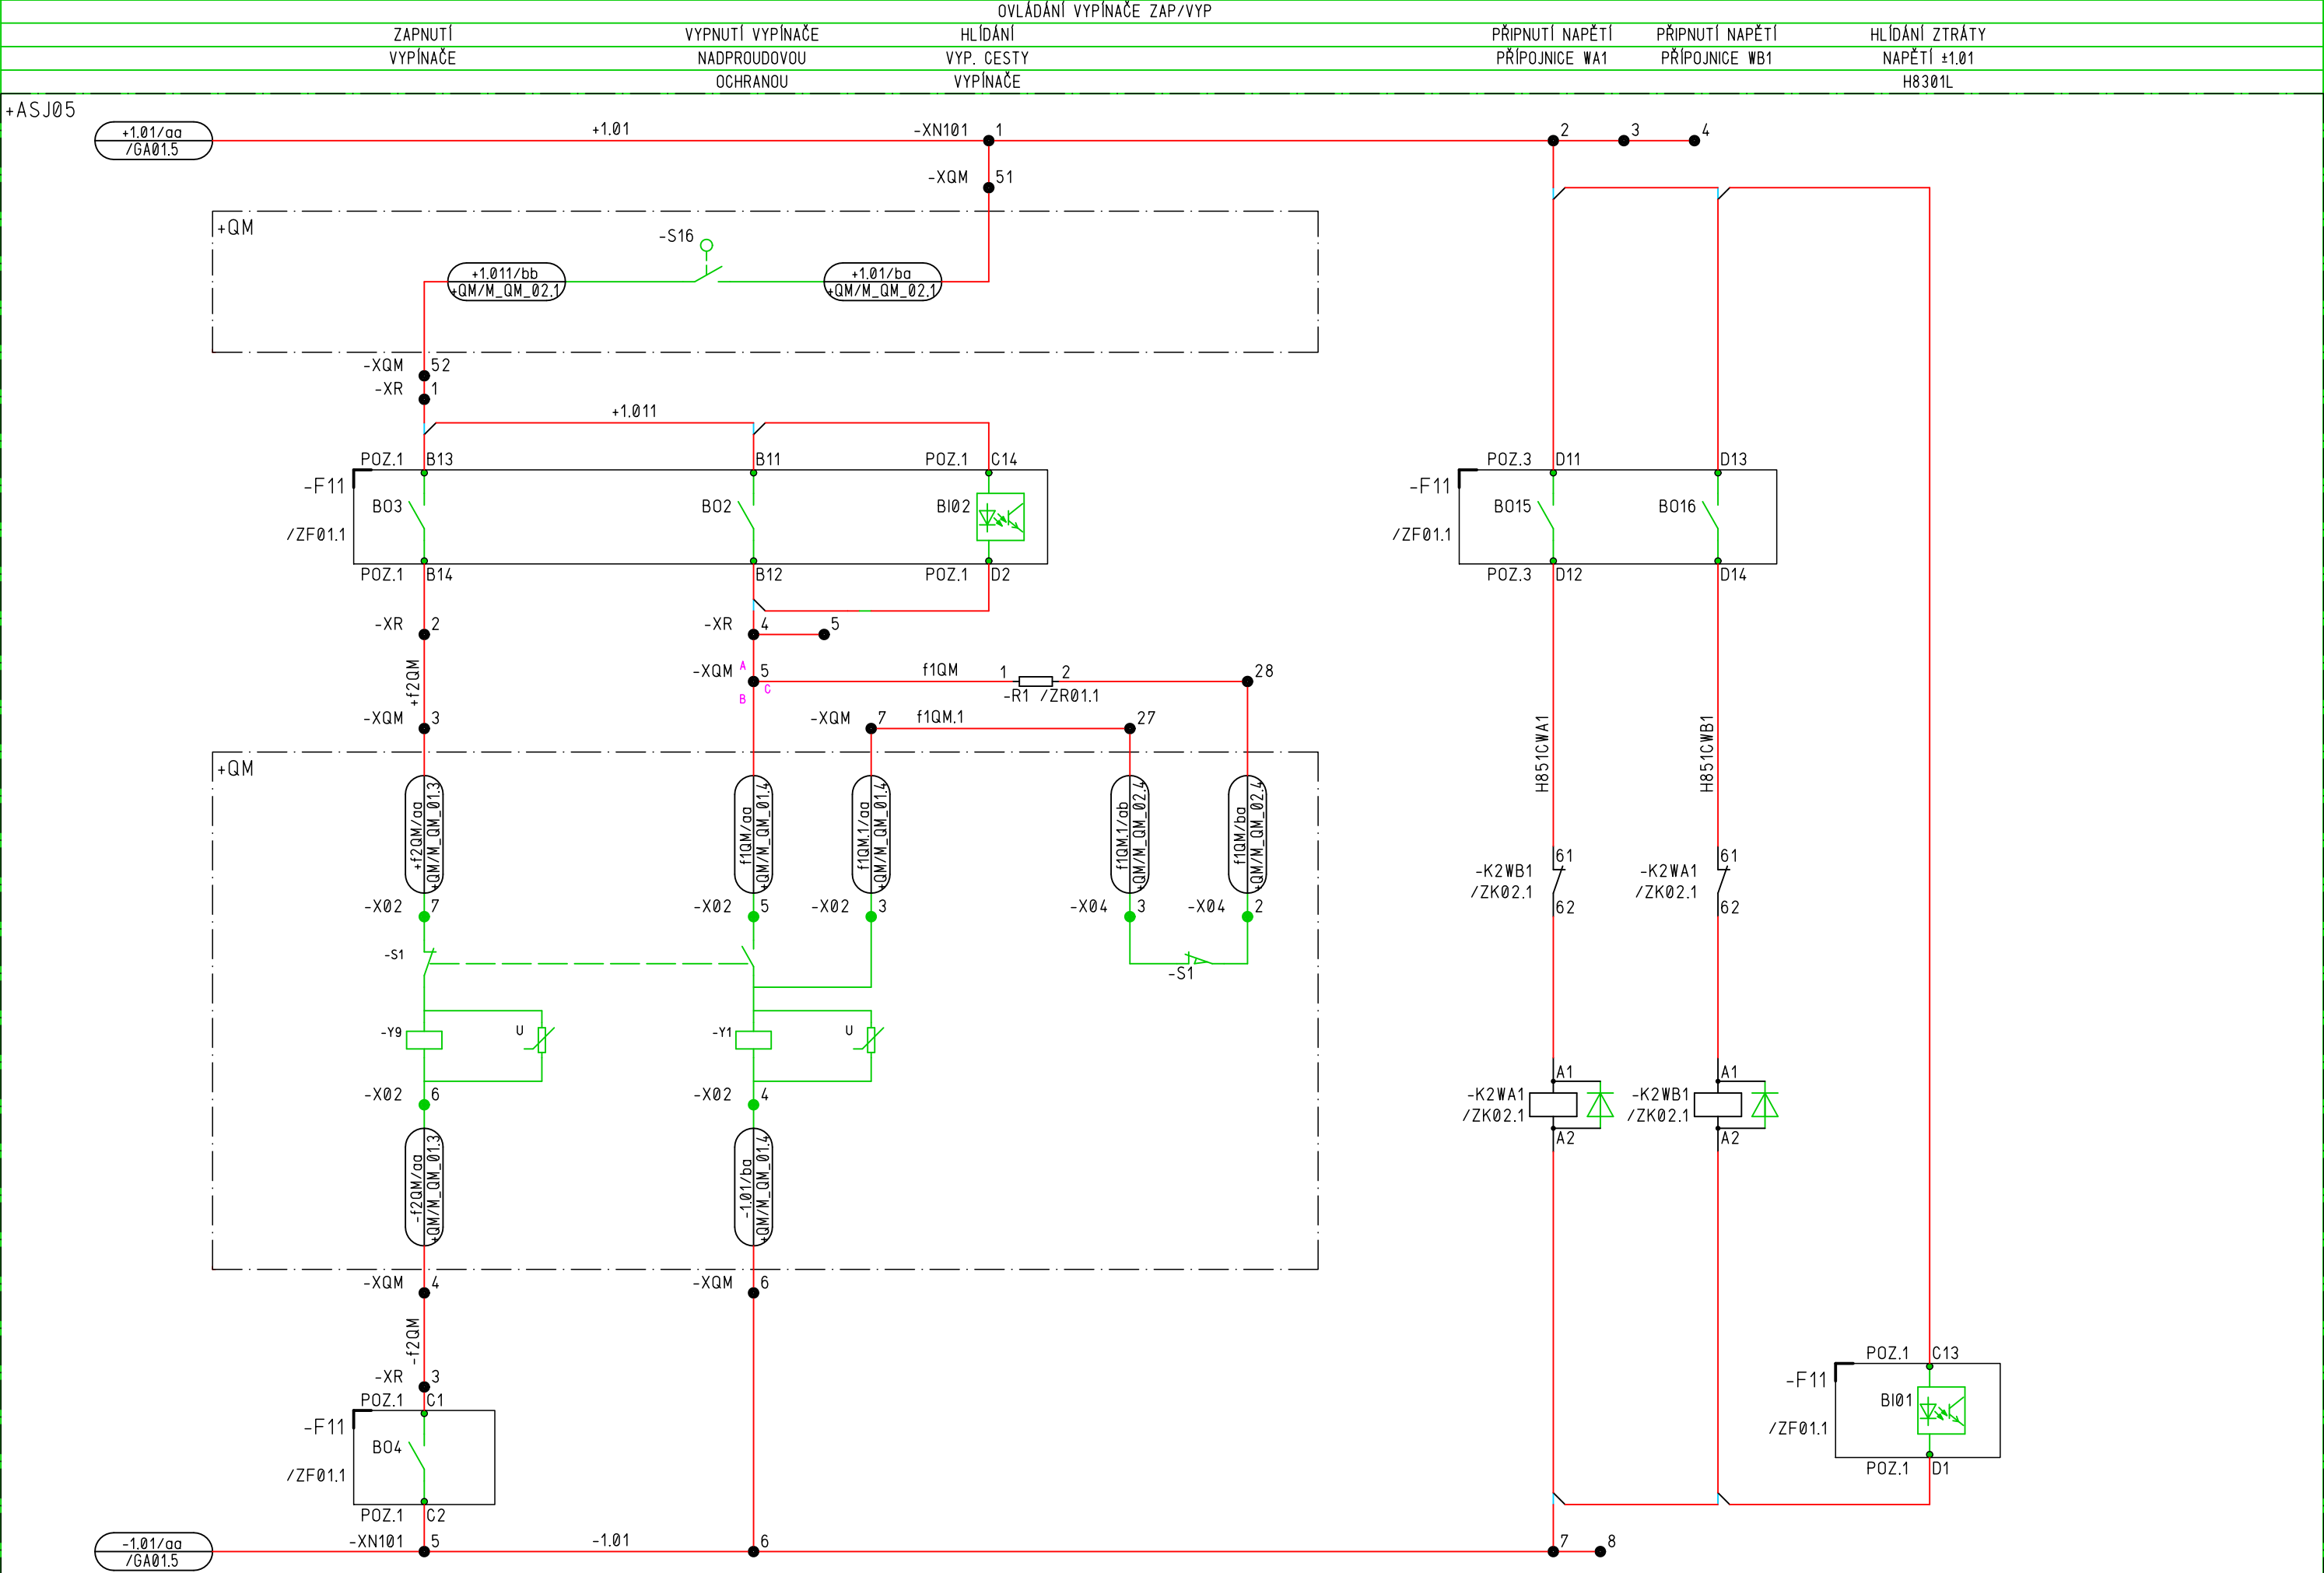 OVLÁDÁNÍ VYPÍNAČE ZAP/VYP
ZAPNUTÍ VYPNUTÍ VYPÍNAČE HLÍDÁNÍ PŘIPNUTÍ NAPĚTÍ PŘIPNUTÍ NAPĚTÍ HLÍDÁNÍ ZTRÁTY
VYPÍNAČE NADPROUDOVOU VYP. CESTY PŘÍPOJNICE WA1 PŘÍPOJNICE WB1 NAPĚTÍ ±1.01
OCHRANOU VYPÍNAČE H8301L
+ASJ05
+1.01/aa +1.01 -XN101 1 2 3 4
/GA01.5
-XQM 51
+QM
-S16
+1.011/bb +1.01/ba
+QM/M_QM_02.1 +QM/M_QM_02.1
-XQM 52
-XR 1
+1.011
POZ.1 B13 B11 POZ.1 C14 POZ.3 D11 D13
-F11 -F11
BO3 BO2 BI02 BO15 BO16
/ZF01.1 /ZF01.1
POZ.1 B14 B12 POZ.1 D2 POZ.3 D12 D14
-XR 2 -XR 4 5
+f2QM
-XQM A 5 f1QM 1 2 28
B C
-R1 /ZR01.1
-XQM 3 -XQM 7 f1QM.1 27
H851CWA1 H851CWB1
+QM
+f2QM/aa f1QM/aa f1QM.1/aa f1QM.1/ab f1QM/ba
+QM/M_QM_01.3 +QM/M_QM_01.4 +QM/M_QM_01.4 +QM/M_QM_02.4 +QM/M_QM_02.4
61 61
-K2WB1 -K2WA1
/ZK02.1 /ZK02.1
62 62
-X02 7 -X02 5 -X02 3 -X04 3 -X04 2
-S1
-S1
-Y9 U -Y1 U
A1 A1
-X02 6 -X02 4 -K2WA1 -K2WB1
/ZK02.1 /ZK02.1
A2 A2
-f2QM/aa -1.01/ba
+QM/M_QM_01.3 +QM/M_QM_01.4
-XQM 4 -XQM 6
-f2QM
POZ.1 C13
-XR 3 -F11
POZ.1 C1 BI01
-F11 /ZF01.1
BO4
/ZF01.1 POZ.1 D1
POZ.1 C2
-1.01/aa -XN101 5 -1.01 6 7 8
/GA01.5